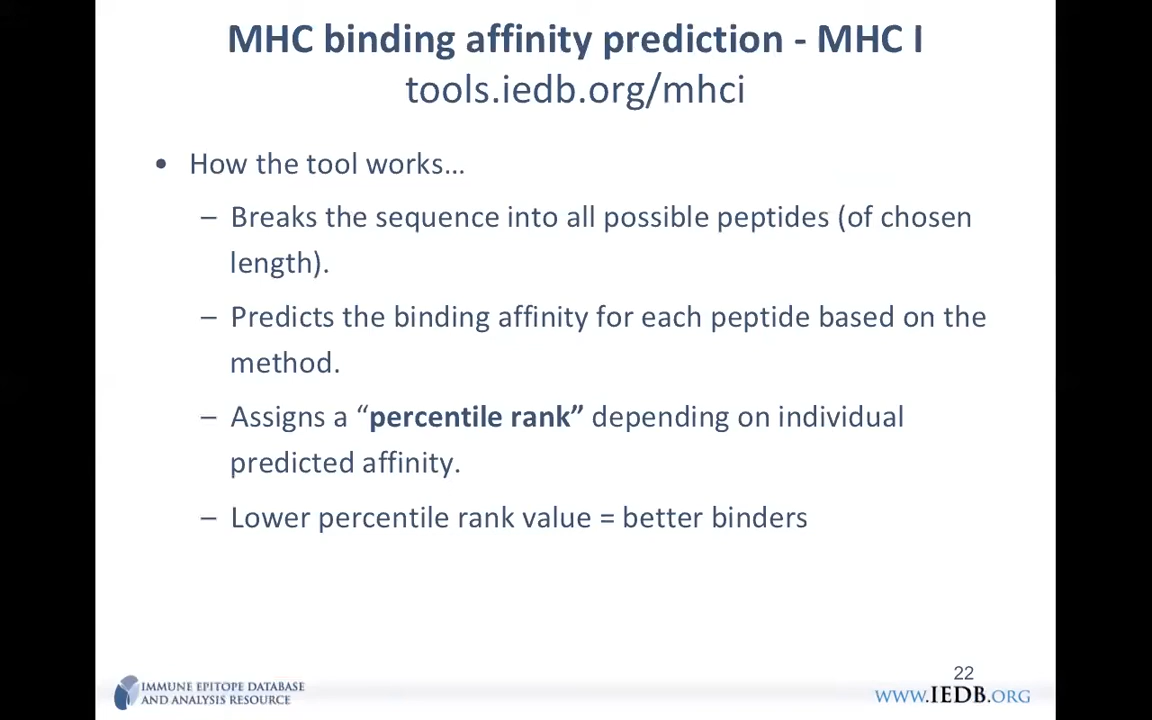 MHC binding affinity prediction - MHC I
tools.iedb.org/mhci
• How the tool works…
– Breaks the sequence into all possible peptides (of chosen
length).
– Predicts the binding affinity for each peptide based on the
method.
– Assigns a “percentile rank” depending on individual
predicted affinity.
– Lower percentile rank value = better binders
22
IMMUNE EPITOPE DATABASE
AND ANALYSIS RESOURCE
WWW.IEDB.ORG